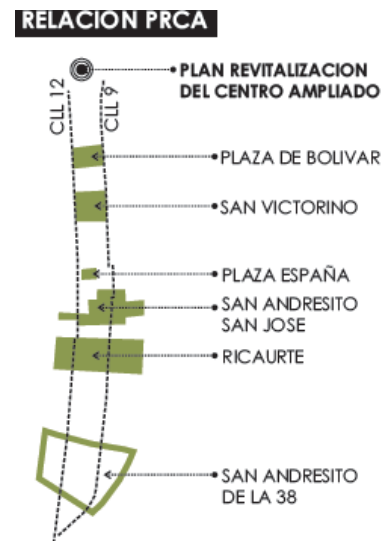 RELACIÓN PRCA
PLAN REVITALIZACION
DEL CENTRO AMPLIADO
CLL 12
CLL 9
PLAZA DE BOLIVAR
SAN VICTORINO
PLAZA ESPAÑA
SAN ANDRESITO
SAN JOSE
RICAURTE
SAN ANDRESITO
DE LA 38